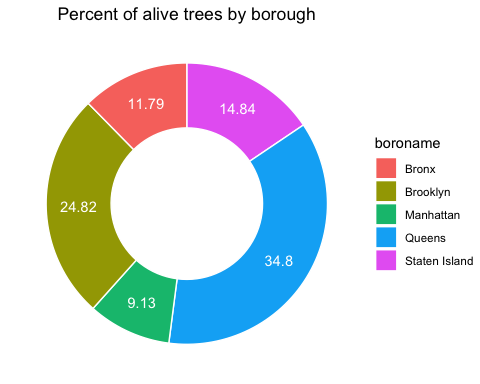 Percent of alive trees by borough
11.79
14.84
24.82
34.8
9.13
boroname
Bronx
Brooklyn
Manhattan
Queens
Staten Island